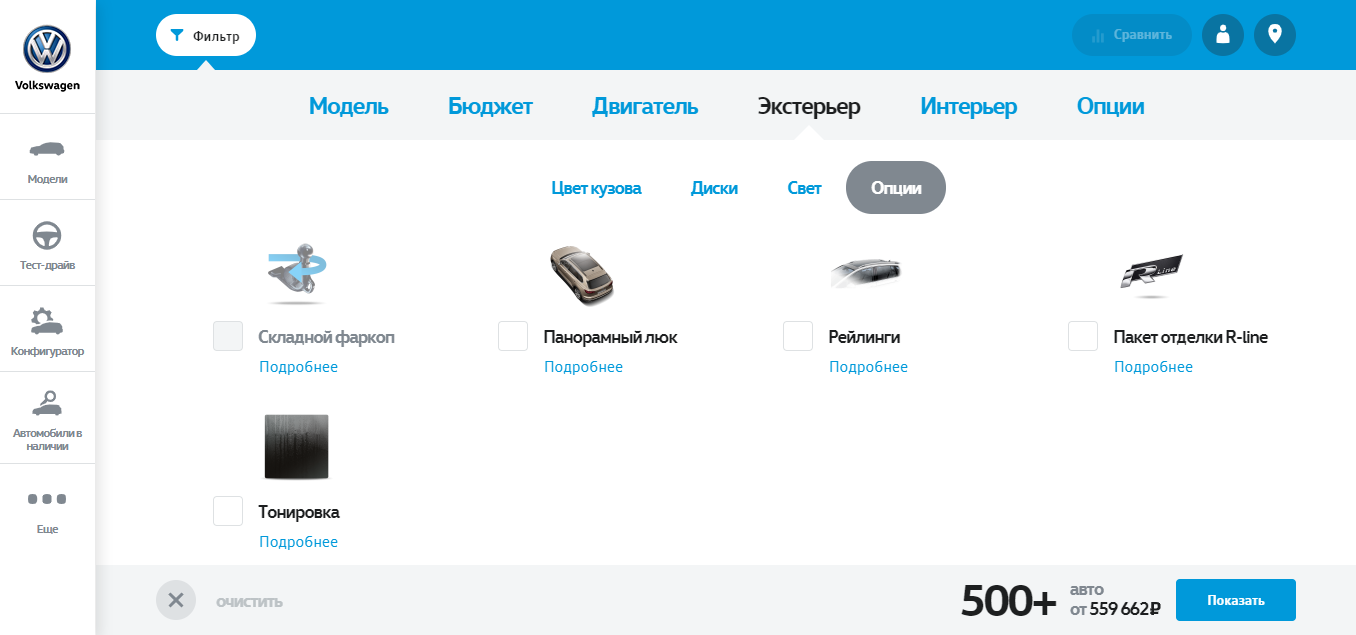 Volkswagen
Модели
Тест-драйв
Конфигуратор
Автомобили в
наличии
Еще
Фильтр
Сравнить
Модель Бюджет Двигатель Экстерьер Интерьер Опции
Цвет кузова Диски Свет Опции
R Line
Складной фаркоп
Подробнее
Панорамный люк
Подробнее
Рейлинги
Подробнее
Пакет отделки R-line
Подробнее
Тонировка
Подробнее
очистить
500+
авто
от 559 662₽
Показать